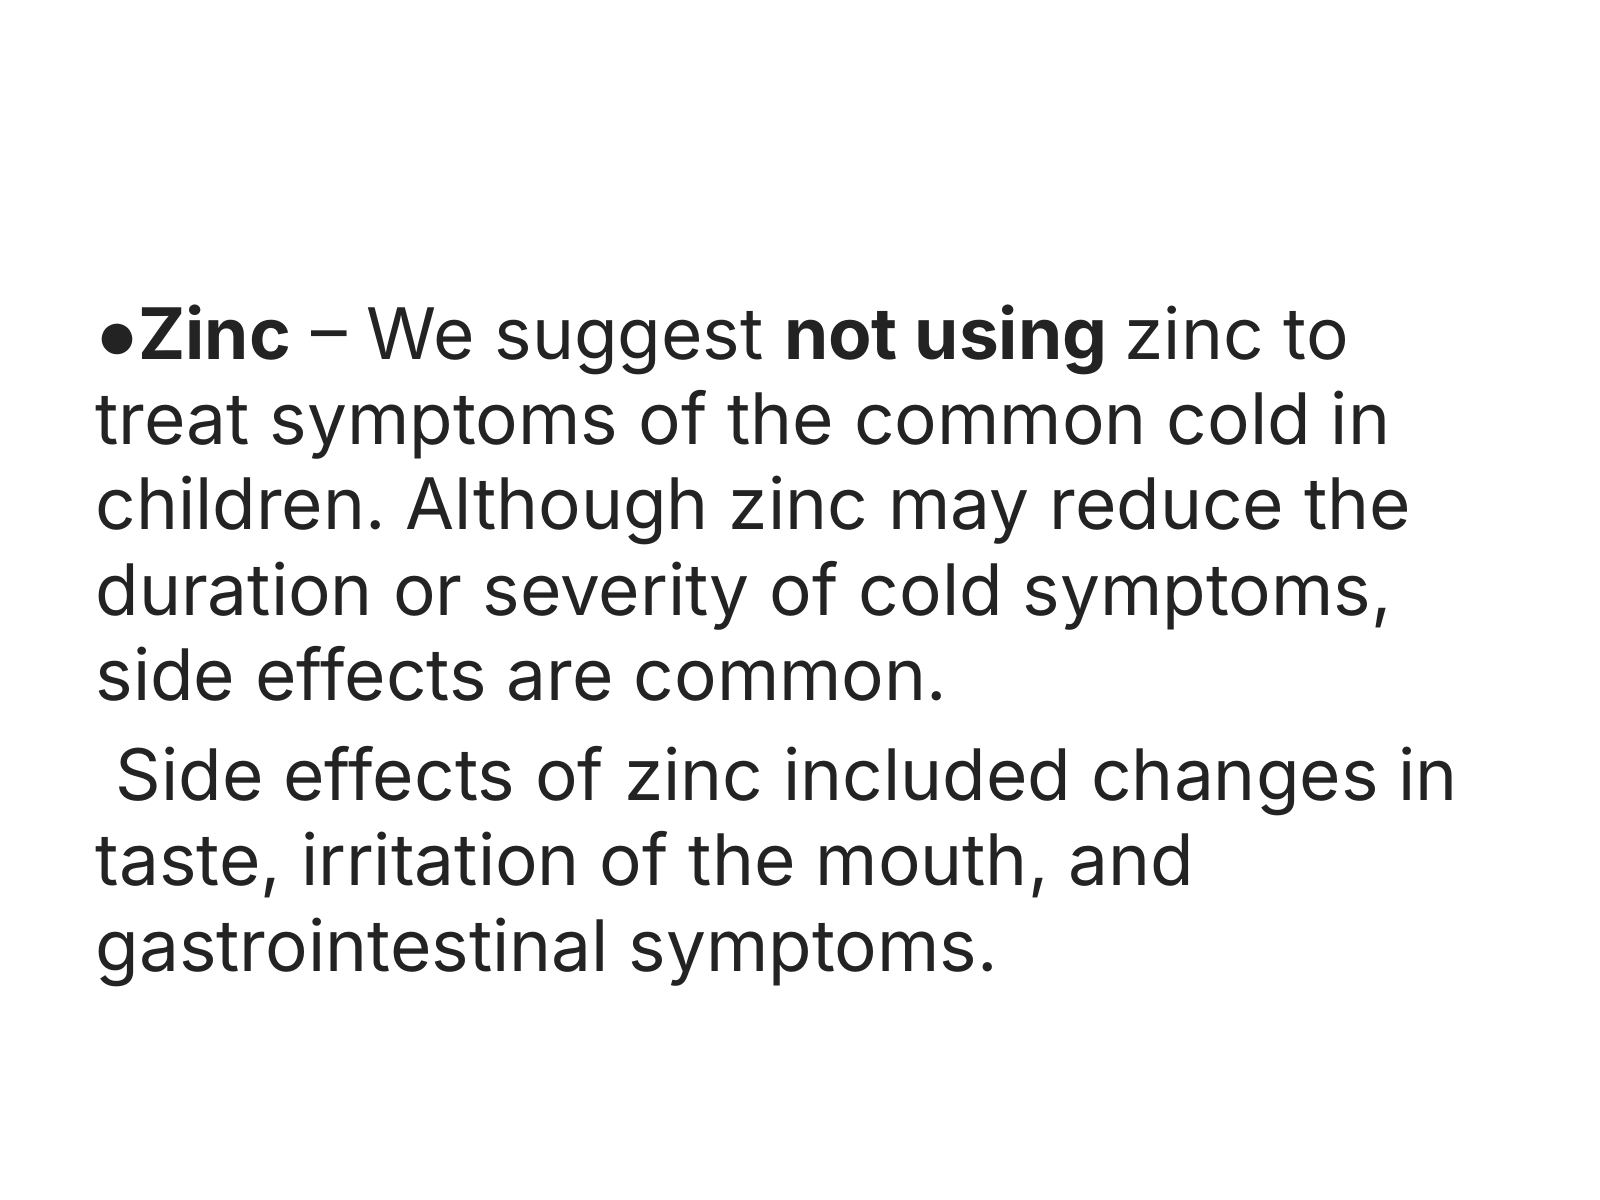 ●Zinc – We suggest not using zinc to
treat symptoms of the common cold in
children. Although zinc may reduce the
duration or severity of cold symptoms,
side effects are common.
Side effects of zinc included changes in
taste, irritation of the mouth, and
gastrointestinal symptoms.